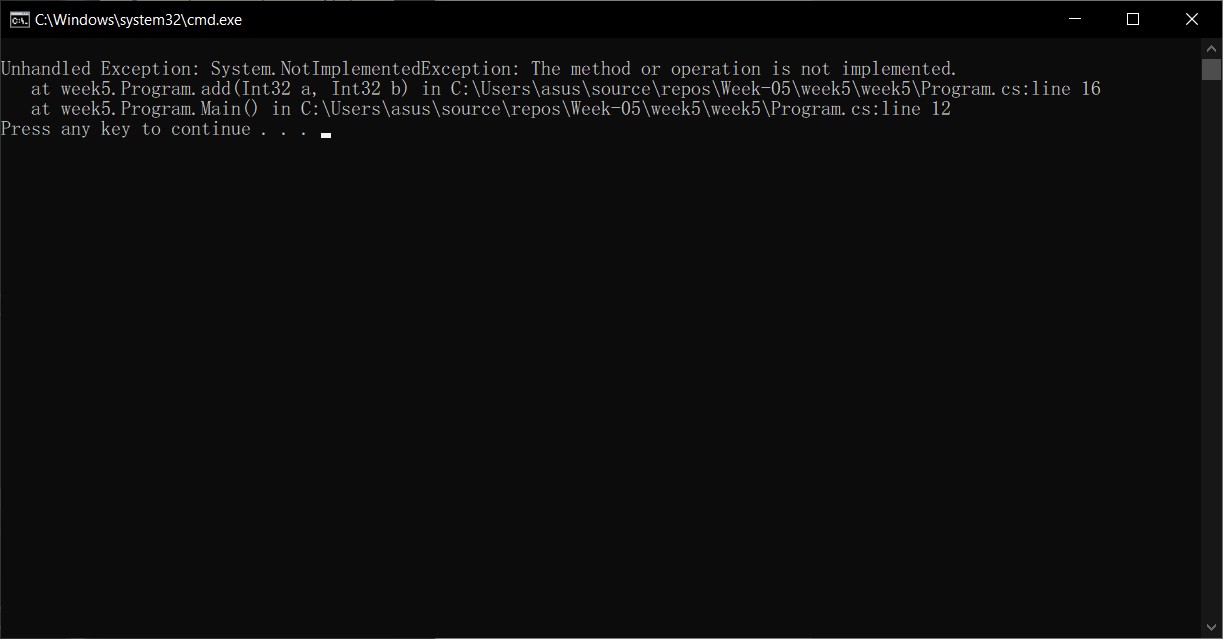 C:\Windows\system32\cmd.exe
Unhandled Exception: System.NotImplementedException: The method or operation is not implemented.
   at week5.Program.add(Int32 a, Int32 b) in C:\Users\asus\source\repos\Week-05\week5\week5\Program.cs:line 16
   at week5.Program.Main() in C:\Users\asus\source\repos\Week-05\week5\week5\Program.cs:line 12
Press any key to continue . . .